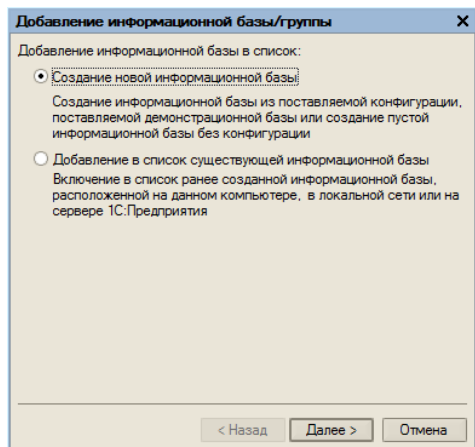 Добавление информационной базы/группы
Добавление информационной базы в список:
Создание новой информационной базы
Создание информационной базы из поставляемой конфигурации,
поставляемой демонстрационной базы или создание пустой
информационной базы без конфигурации
Добавление в список существующей информационной базы
Включение в список ранее созданной информационной базы,
расположенной на данном компьютере, в локальной сети или на
сервере 1С:Предприятия
< Назад Далее > Отмена